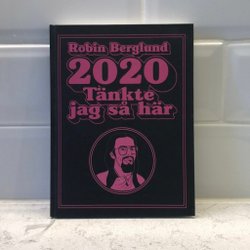 Robin Berglund
2020
Tänkte
jag så här